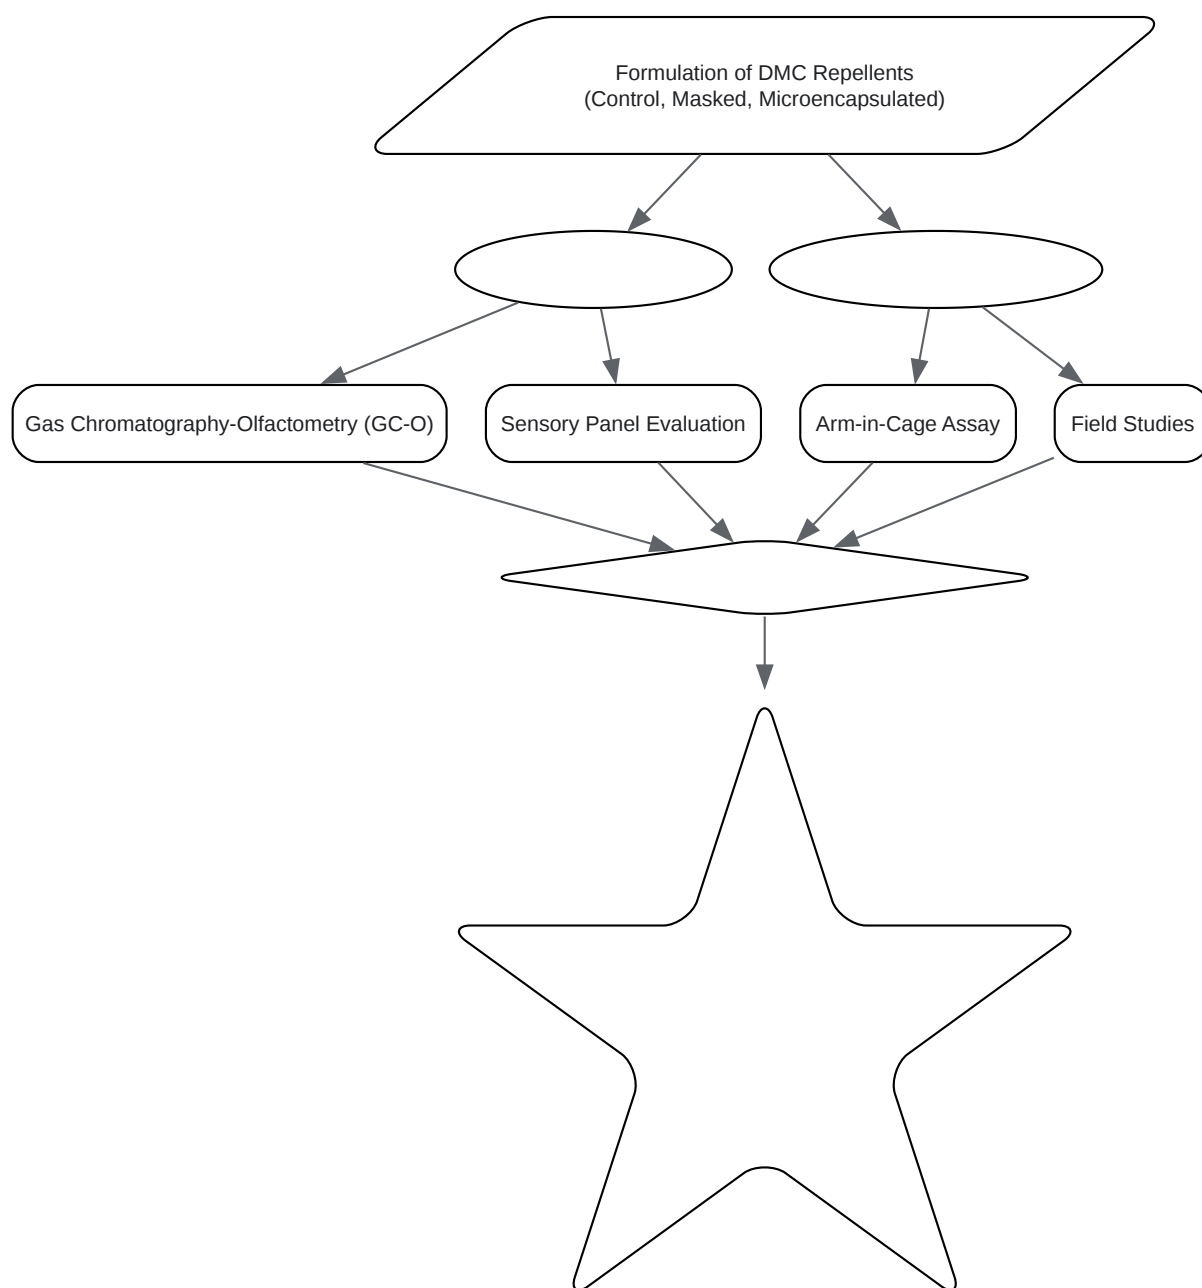 Formulation of DMC Repellents
(Control, Masked, Microencapsulated)
Gas Chromatography-Olfactometry (GC-O)
Sensory Panel Evaluation
Arm-in-Cage Assay
Field Studies